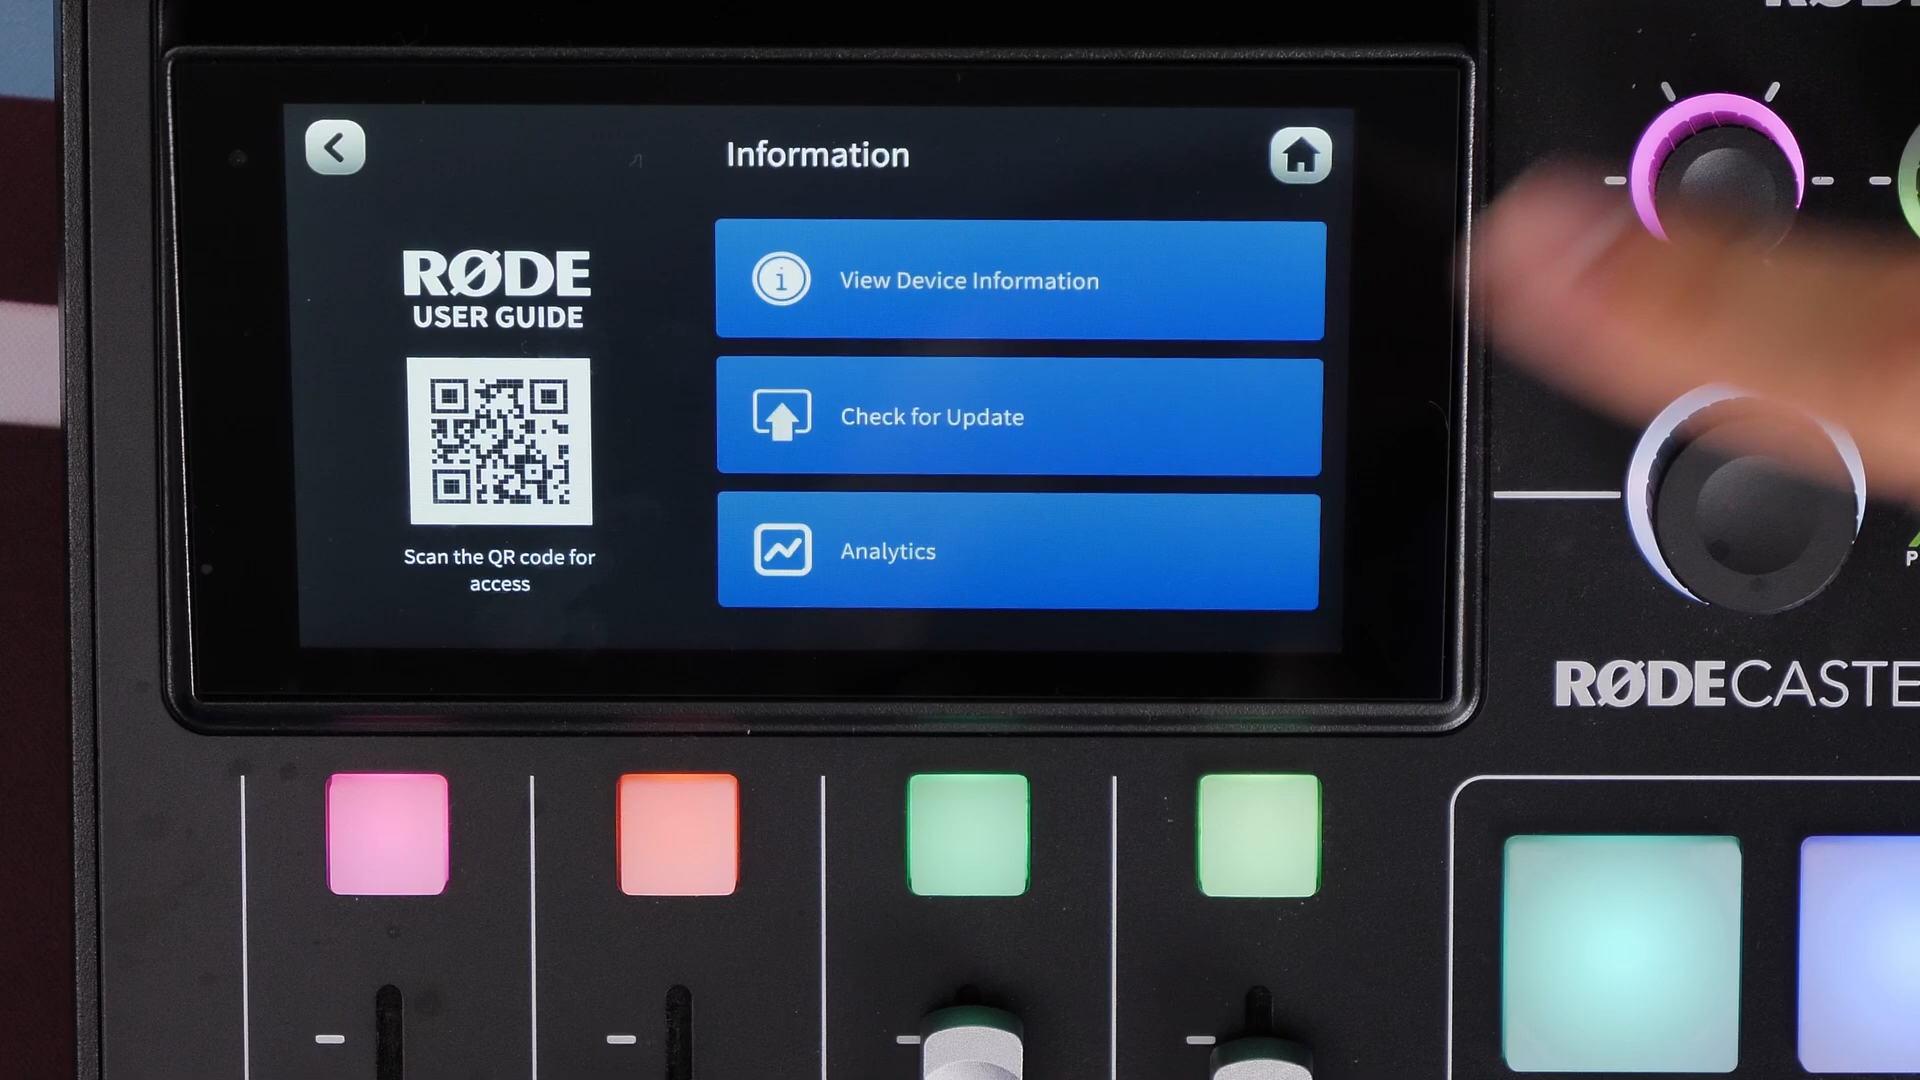 Information
RØDE
USER GUIDE
Scan the QR code for
access
View Device Information
Check for Update
Analytics
RØDECASTE